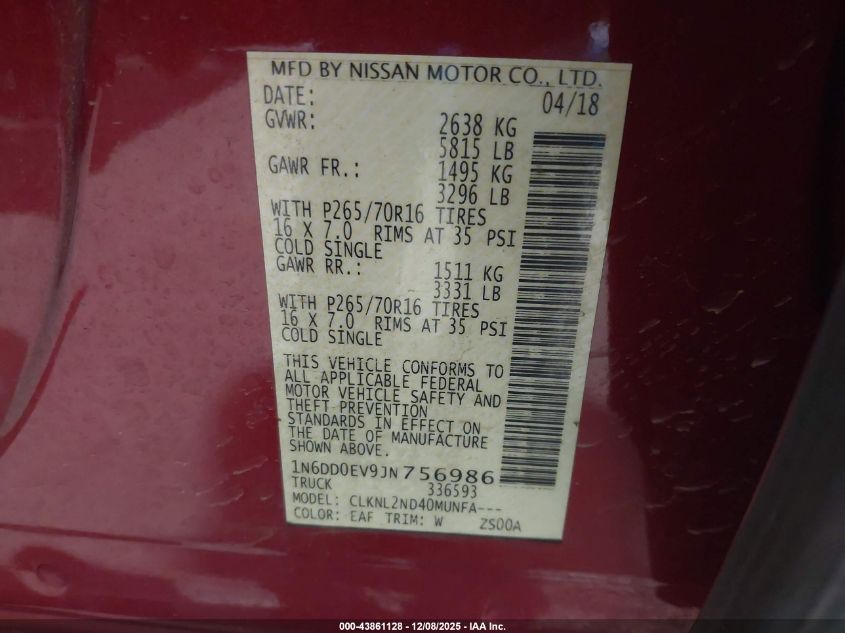 MFD BY NISSAN MOTOR CO., LTD.
DATE: 04/18
GVWR: 2638 KG
5815 LB
GAWR FR.: 1495 KG
3296 LB
WITH P265/70R16 TIRES
16 X 7.0 RIMS AT 35 PSI
COLD SINGLE
GAWR RR.: 1511 KG
3331 LB
WITH P265/70R16 TIRES
16 X 7.0 RIMS AT 35 PSI
COLD SINGLE
THIS VEHICLE CONFORMS TO
ALL APPLICABLE FEDERAL
MOTOR VEHICLE SAFETY AND
THEFT PREVENTION
STANDARDS IN EFFECT ON
THE DATE OF MANUFACTURE
SHOWN ABOVE.
1N6DD0EV9JN756986
TRUCK 336593
MODEL: CLKNL2ND40MUNFA---
COLOR: EAF TRIM: W ZS00A
000-43861128 - 12/08/2025 - IAA Corp.